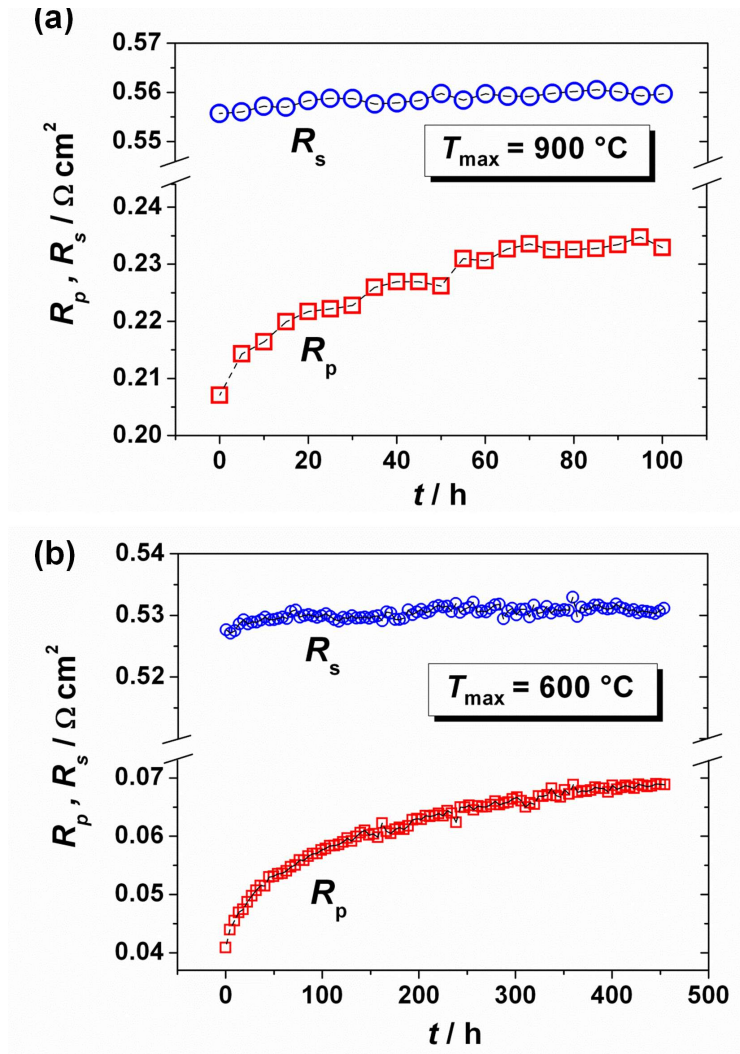 (a)
0.57
0.56
0.55
Rs
Tmax = 900 °C
0.24
0.23
0.22
0.21
0.20
Rp
Rp , Rs / Ω cm2
0 20 40 60 80 100
t / h
(b)
0.54
0.53
0.52
Rs
Tmax = 600 °C
0.07
0.06
0.05
0.04
Rp
Rp , Rs / Ω cm2
0 100 200 300 400 500
t / h